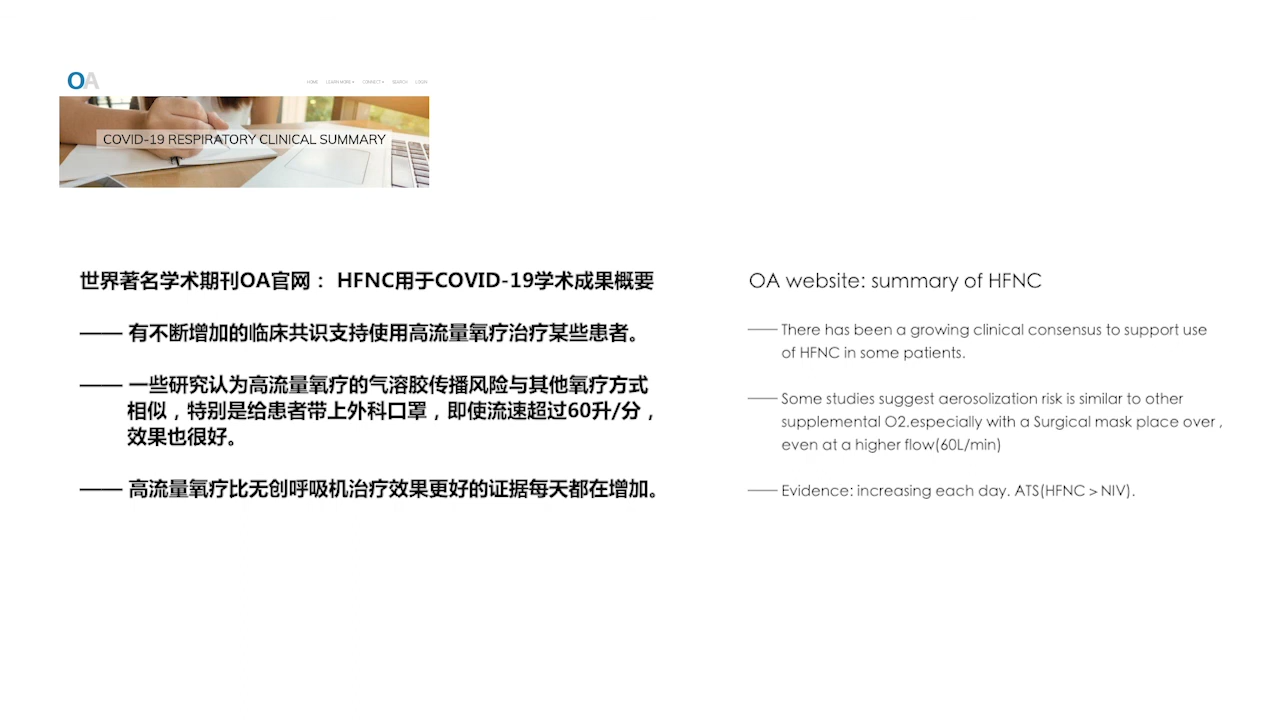 OA
HOME LEARN MORE CONNECT SEARCH LOGIN
COVID-19 RESPIRATORY CLINICAL SUMMARY
世界著名学术期刊OA官网： HFNC用于COVID-19学术成果概要
—— 有不断增加的临床共识支持使用高流量氧疗治疗某些患者。
—— 一些研究认为高流量氧疗的气溶胶传播风险与其他氧疗方式
相似，特别是给患者带上外科口罩，即使流速超过60升/分，
效果也很好。
—— 高流量氧疗比无创呼吸机治疗效果更好的证据每天都在增加。
OA website: summary of HFNC
—— There has been a growing clinical consensus to support use
of HFNC in some patients.
—— Some studies suggest aerosolization risk is similar to other
supplemental O2.especially with a Surgical mask place over ,
even at a higher flow(60L/min)
—— Evidence: increasing each day. ATS(HFNC > NIV).